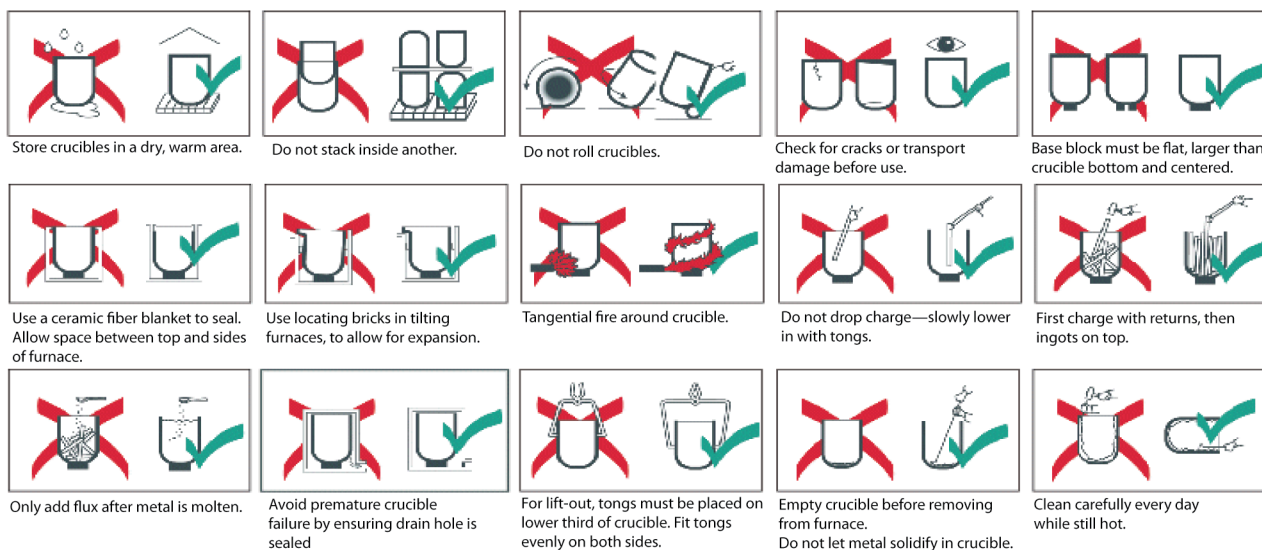 Store crucibles in a dry, warm area.
Do not stack inside another.
Do not roll crucibles.
Check for cracks or transport
damage before use.
Base block must be flat, larger than
crucible bottom and centered.
Use a ceramic fiber blanket to seal.
Allow space between top and sides
of furnace.
Use locating bricks in tilting
furnaces, to allow for expansion.
Tangential fire around crucible.
Do not drop charge—slowly lower
in with tongs.
First charge with returns, then
ingots on top.
Only add flux after metal is molten.
Avoid premature crucible
failure by ensuring drain hole is
sealed
For lift-out, tongs must be placed on
lower third of crucible. Fit tongs
evenly on both sides.
Empty crucible before removing
from furnace.
Do not let metal solidify in crucible.
Clean carefully every day
while still hot.